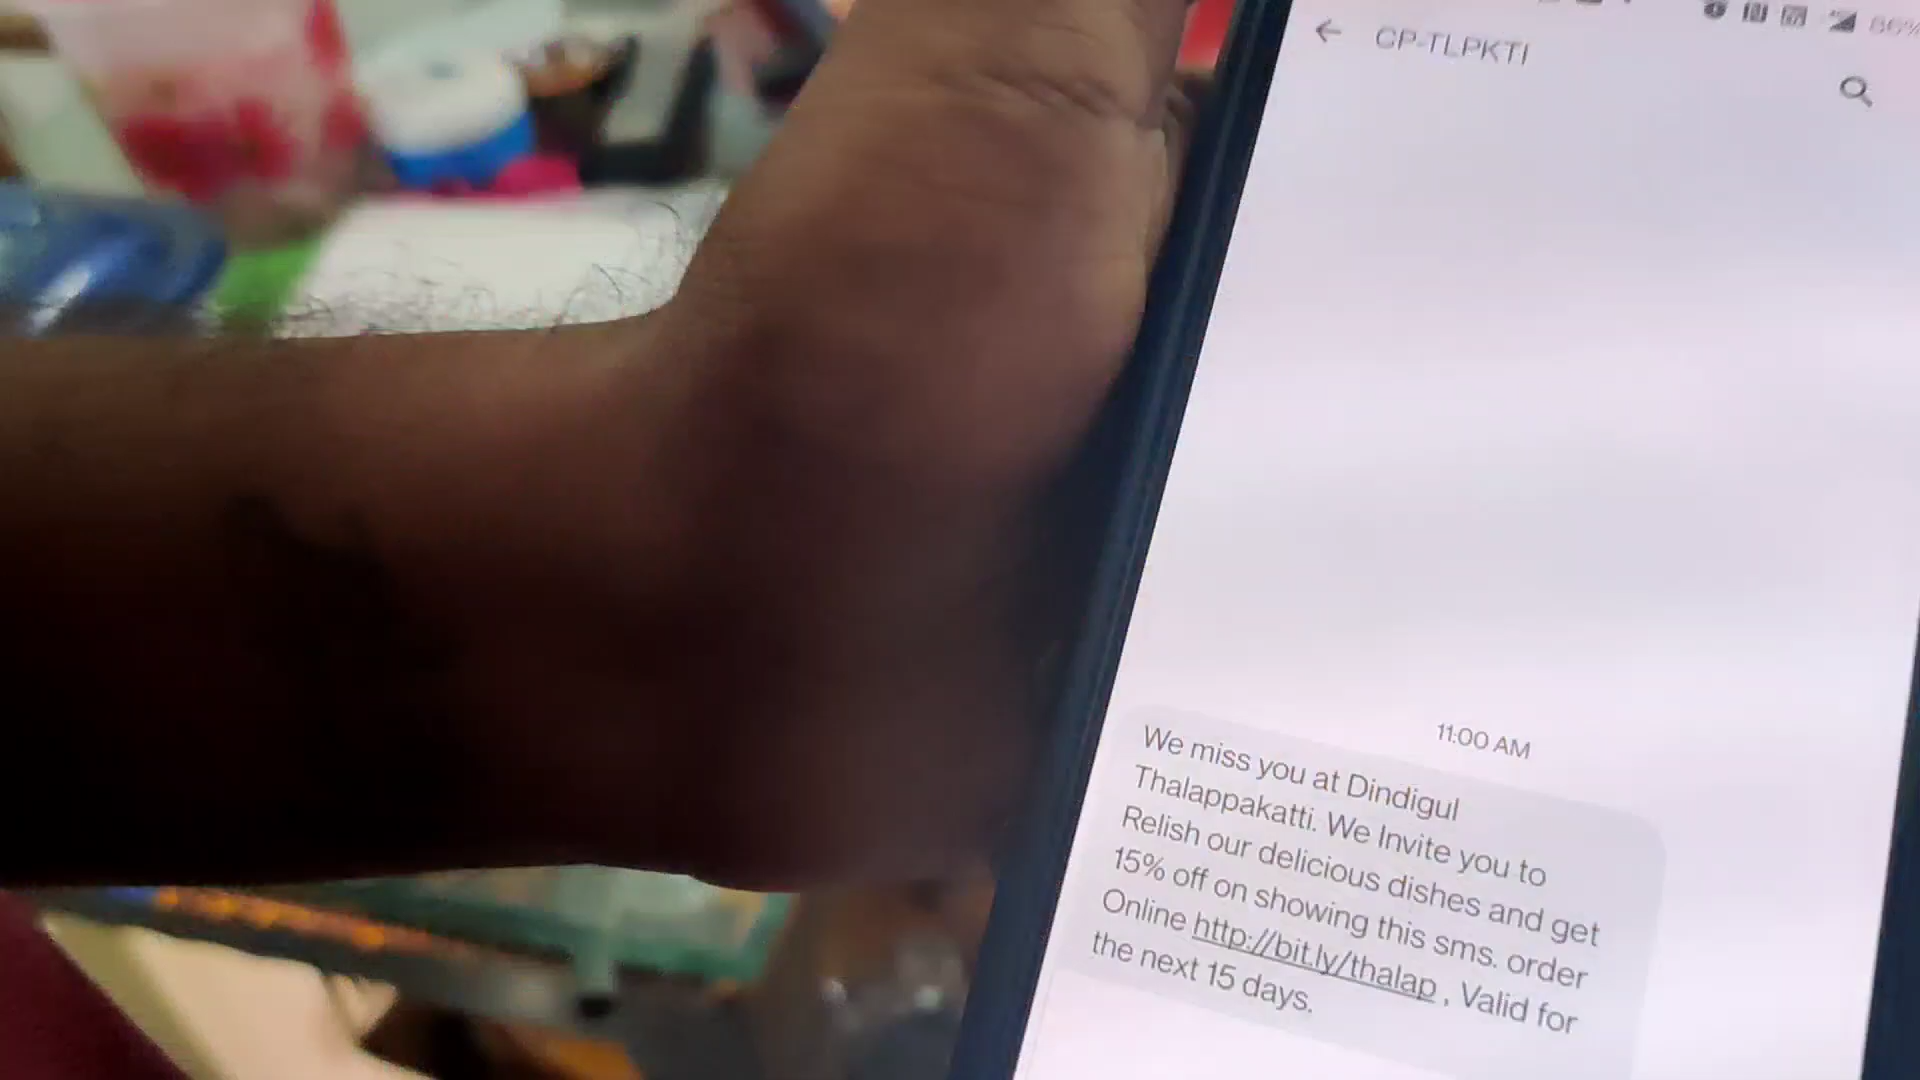 86%
CP-TLPKTI
11:00 AM
We miss you at Dindigul
Thalappakatti. We Invite you to
Relish our delicious dishes and get
15% off on showing this sms. order
Online http://bit.ly/thalap , Valid for
the next 15 days.